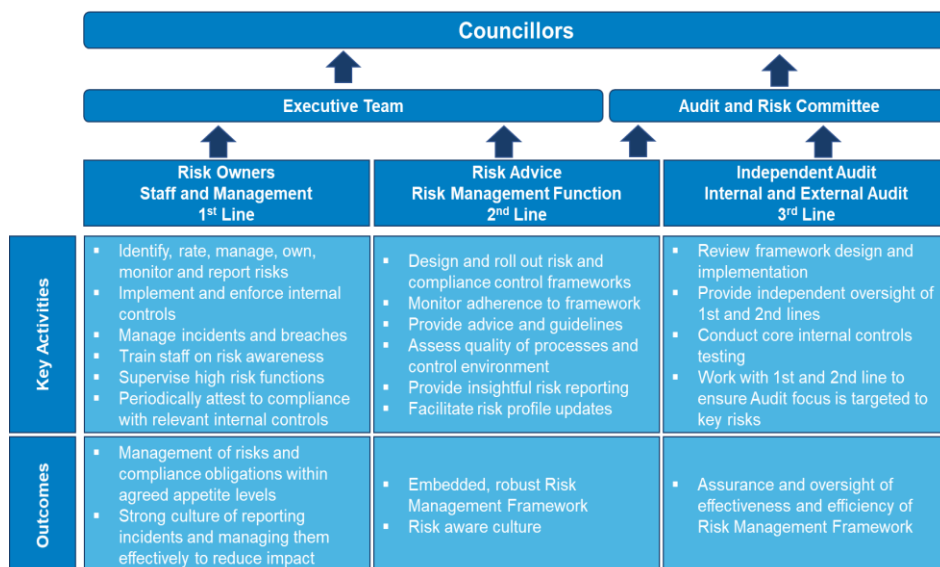 Councillors
Executive Team
Audit and Risk Committee
Risk Owners
Staff and Management
1st Line
Risk Advice
Risk Management Function
2nd Line
Independent Audit
Internal and External Audit
3rd Line
Key Activities
▪ Identify, rate, manage, own,
monitor and report risks
▪ Implement and enforce internal
controls
▪ Manage incidents and breaches
▪ Train staff on risk awareness
▪ Supervise high risk functions
▪ Periodically attest to compliance
with relevant internal controls
▪ Design and roll out risk and
compliance control frameworks
▪ Monitor adherence to framework
▪ Provide advice and guidelines
▪ Assess quality of processes and
control environment
▪ Provide insightful risk reporting
▪ Facilitate risk profile updates
▪ Review framework design and
implementation
▪ Provide independent oversight of
1st and 2nd lines
▪ Conduct core internal controls
testing
▪ Work with 1st and 2nd line to
ensure Audit focus is targeted to
key risks
Outcomes
▪ Management of risks and
compliance obligations within
agreed appetite levels
▪ Strong culture of reporting
incidents and managing them
effectively to reduce impact
▪ Embedded, robust Risk
Management Framework
▪ Risk aware culture
▪ Assurance and oversight of
effectiveness and efficiency of
Risk Management Framework